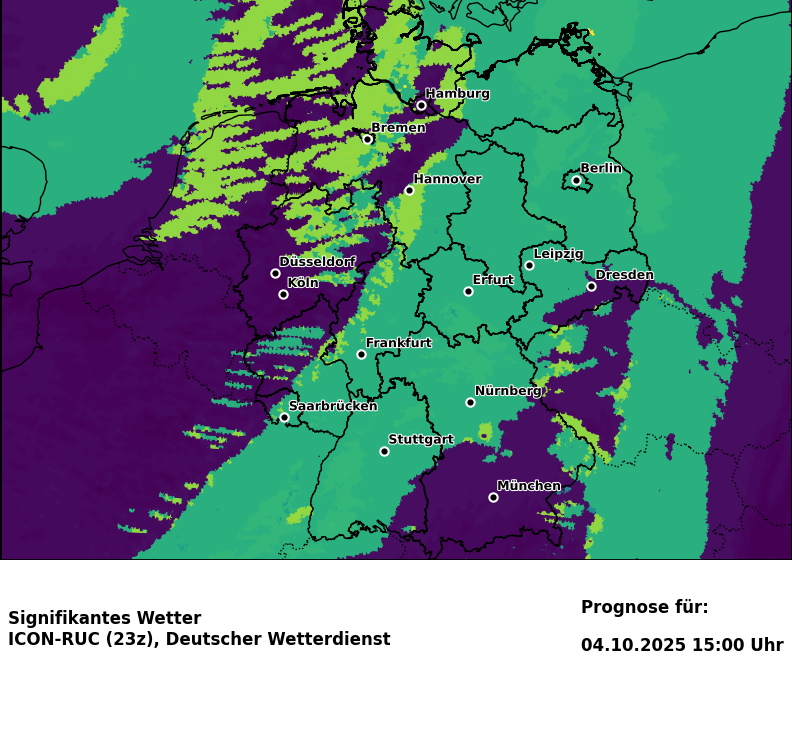 Hamburg
Bremen
Hannover
Berlin
Leipzig
Düsseldorf
Dresden
Köln
Erfurt
Frankfurt
Nürnberg
Saarbrücken
Stuttgart
München
Signifikantes Wetter
ICON-RUC (23z), Deutscher Wetterdienst
Prognose für:
04.10.2025 15:00 Uhr